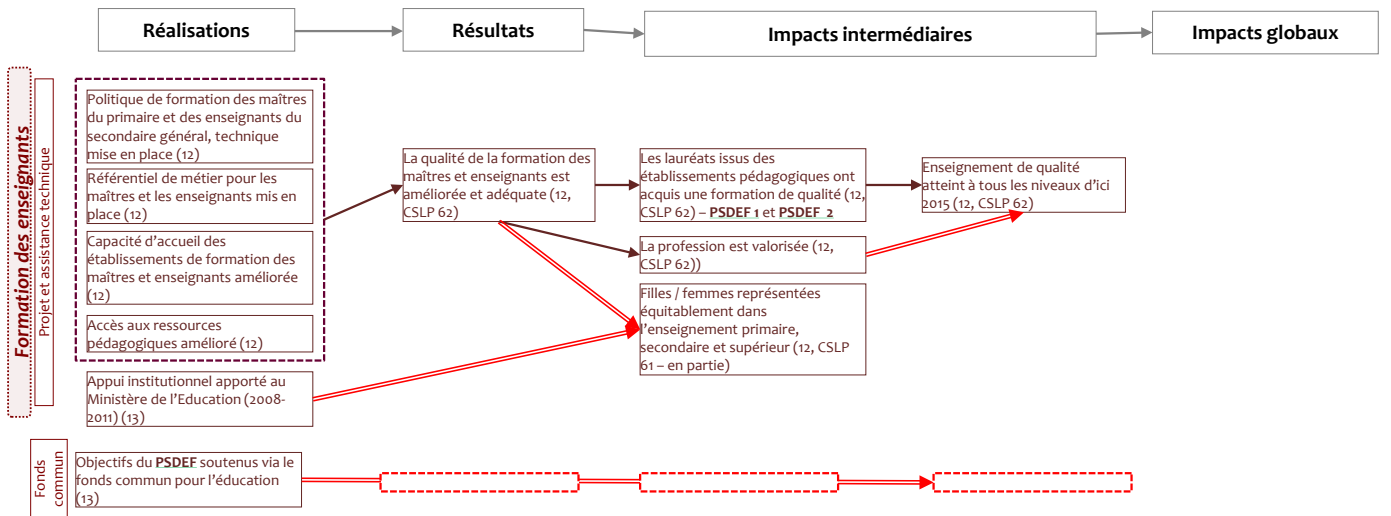 Réalisations
Résultats
Impacts intermédiaires
Impacts globaux
Formation des enseignants
Projet et assistance technique
Politique de formation des maîtres
du primaire et des enseignants du
secondaire général, technique
mise en place (12)
Référentiel de métier pour les
maîtres et les enseignants mis en
place (12)
Capacité d'accueil des
établissements de formation des
maîtres et enseignants améliorée
(12)
Accès aux ressources
pédagogiques amélioré (12)
Appui institutionnel apporté au
Ministère de l'Education (2008-
2011) (13)
La qualité de la formation des
maîtres et enseignants est
améliorée et adéquate (12,
CSLP 62)
Les lauréats issus des
établissements pédagogiques ont
acquis une formation de qualité (12,
CSLP 62) – PSDEF 1 et PSDEF 2
La profession est valorisée (12,
CSLP 62))
Filles / femmes représentées
équitablement dans
l'enseignement primaire,
secondaire et supérieur (12, CSLP
61 – en partie)
Enseignement de qualité
atteint à tous les niveaux d'ici
2015 (12, CSLP 62)
Fonds
commun
Objectifs du PSDEF soutenus via le
fonds commun pour l'éducation
(13)